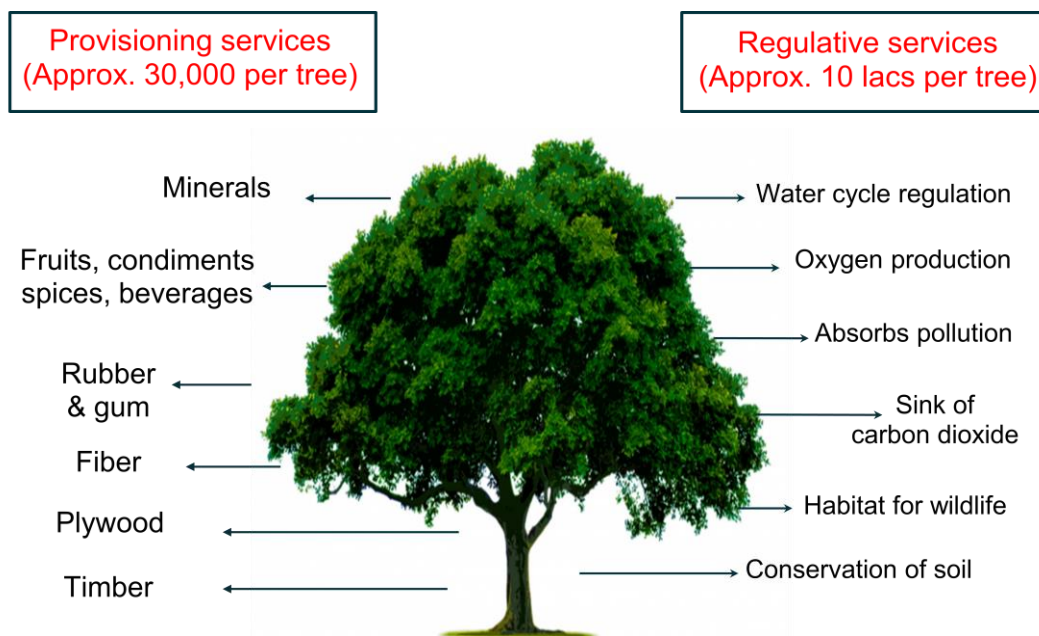 Provisioning services
(Approx. 30,000 per tree)
Regulative services
(Approx. 10 lacs per tree)
Minerals
Fruits, condiments
spices, beverages
Rubber
& gum
Fiber
Plywood
Timber
Water cycle regulation
Oxygen production
Absorbs pollution
Sink of
carbon dioxide
Habitat for wildlife
Conservation of soil